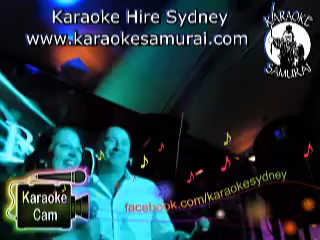 Karaoke Hire Sydney
www.karaokesamurai.com
KARAOKE
SAMURAI
facebook.com/karaokesydney
Karaoke
Cam